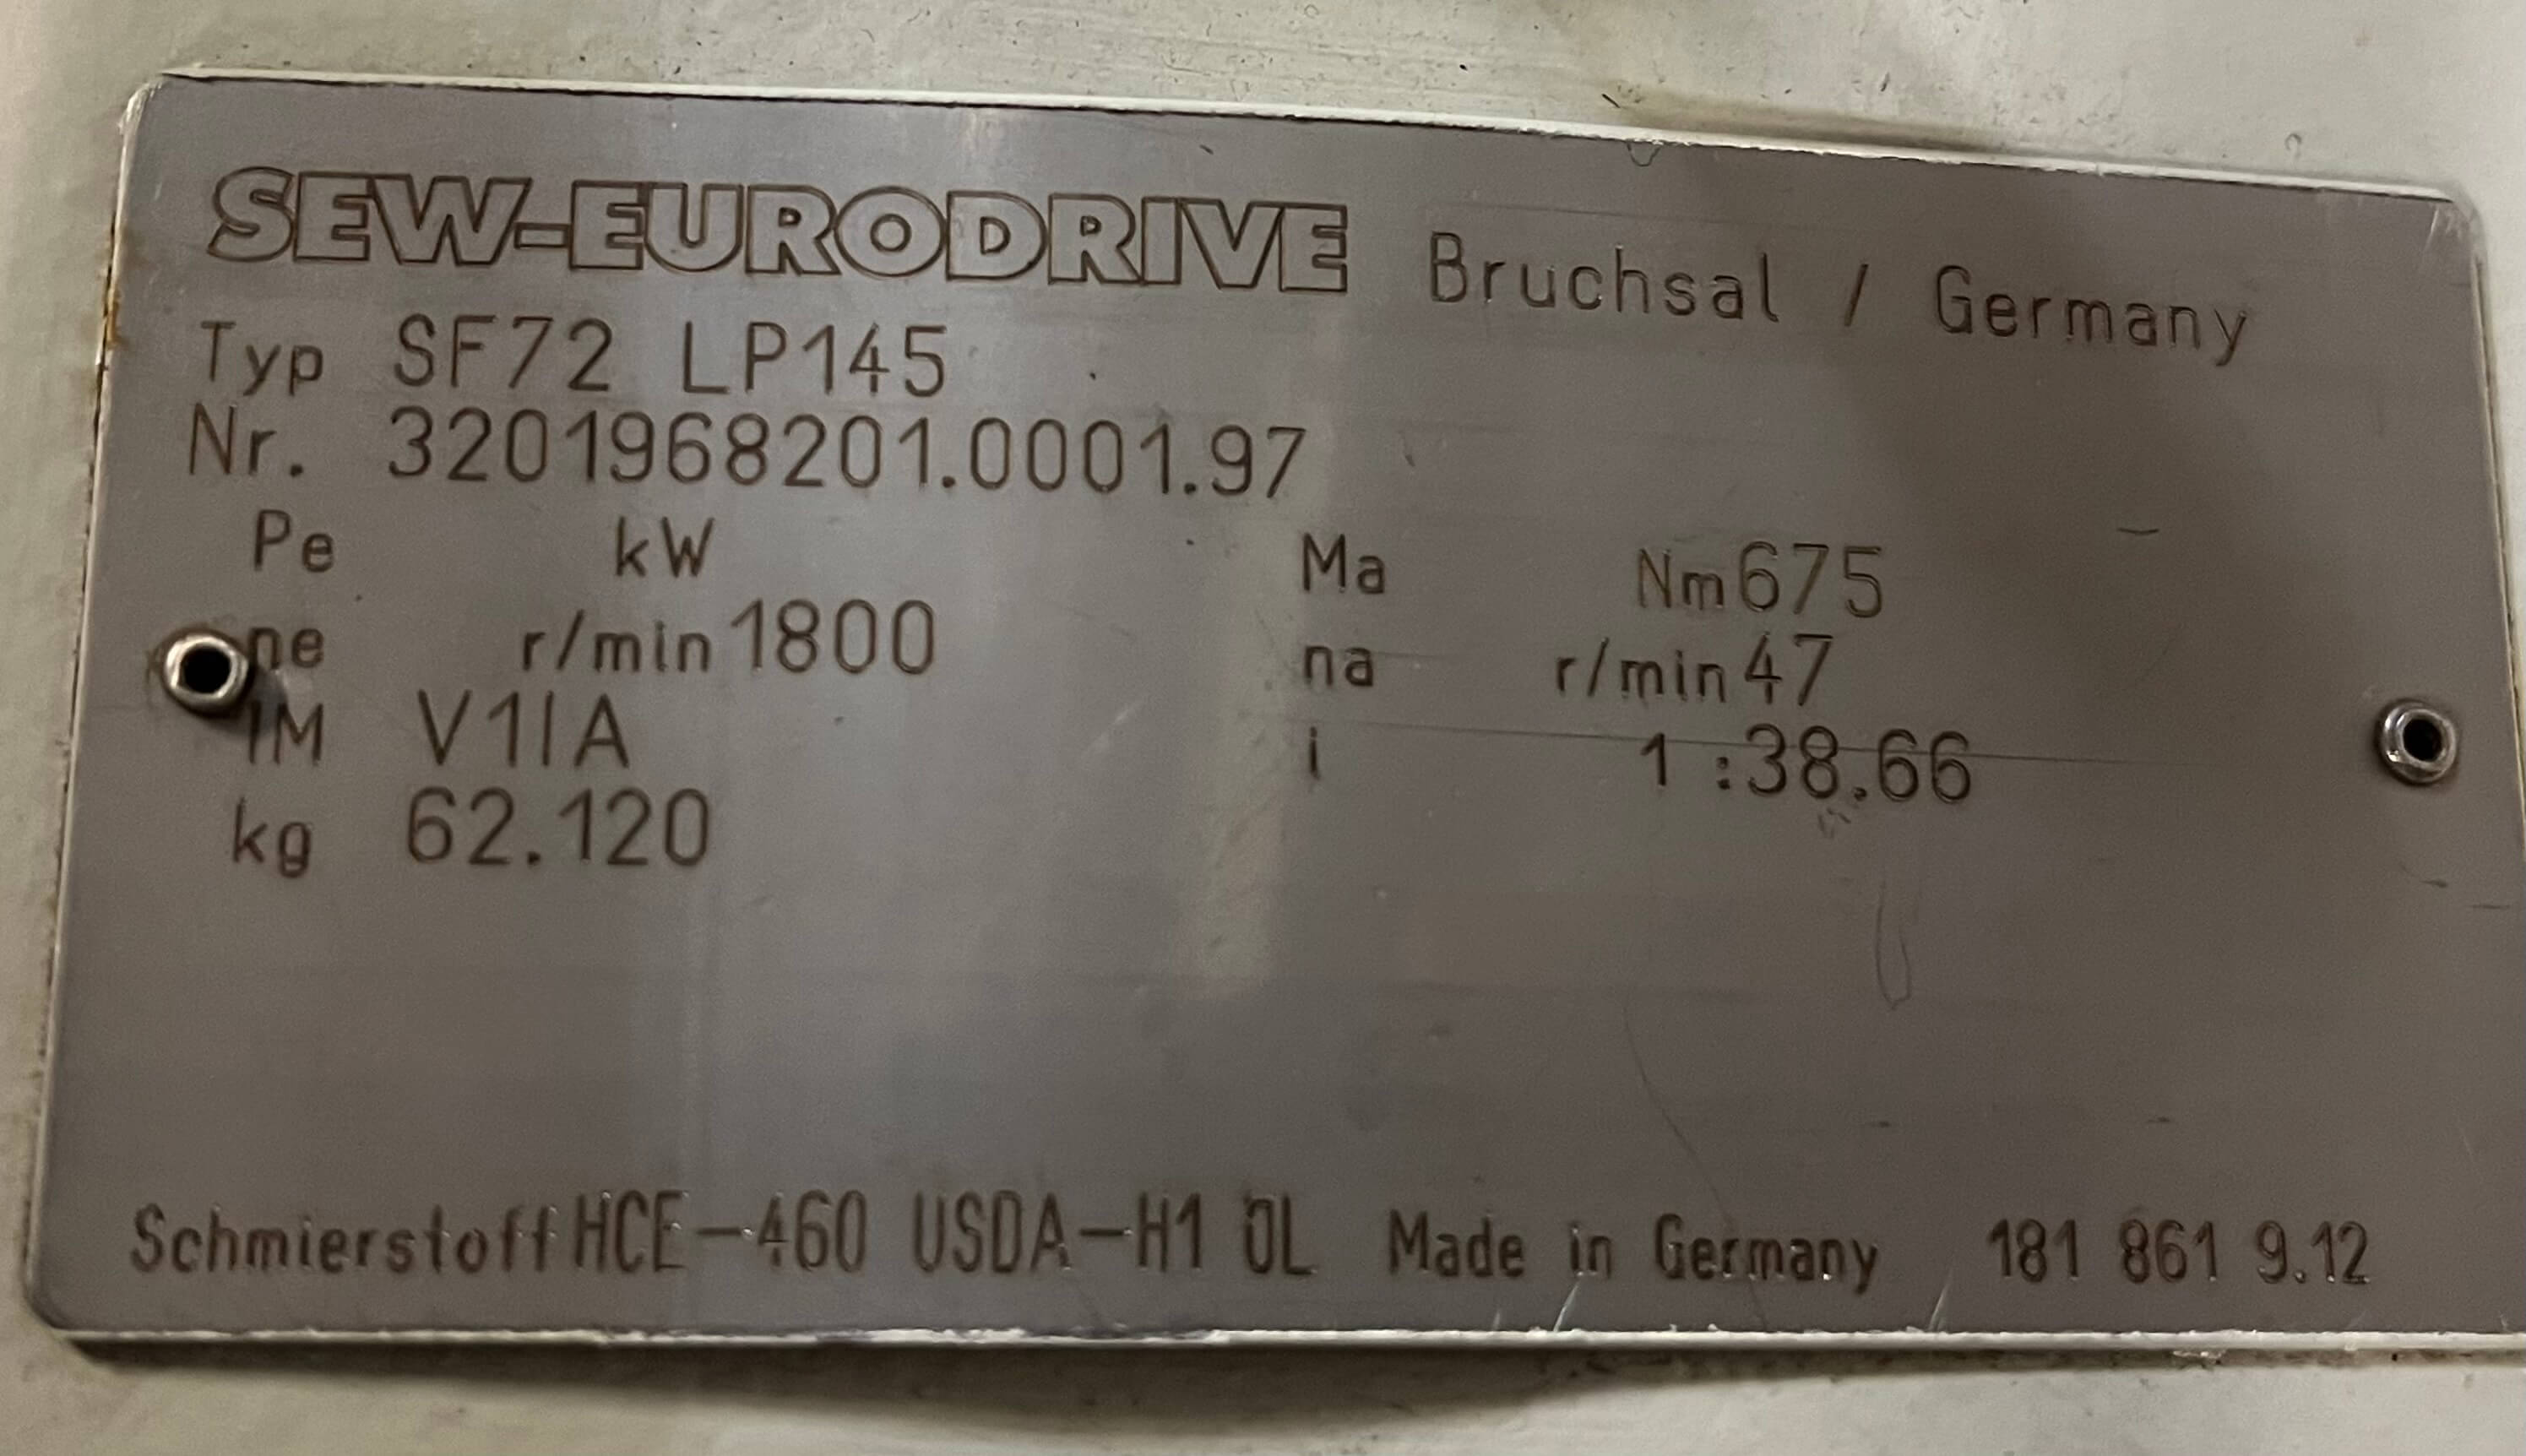 SEW-EURODRIVE Bruchsal / Germany
Typ SF72 LP145
Nr. 3201968201.0001.97
Pe kW Ma Nm 675
ne r/min 1800 na r/min 47
IM V1IA i 1 :38.66
kg 62.120
Schmierstoff HCE-460 USDA-H1 ÖL Made in Germany 181 861 9.12